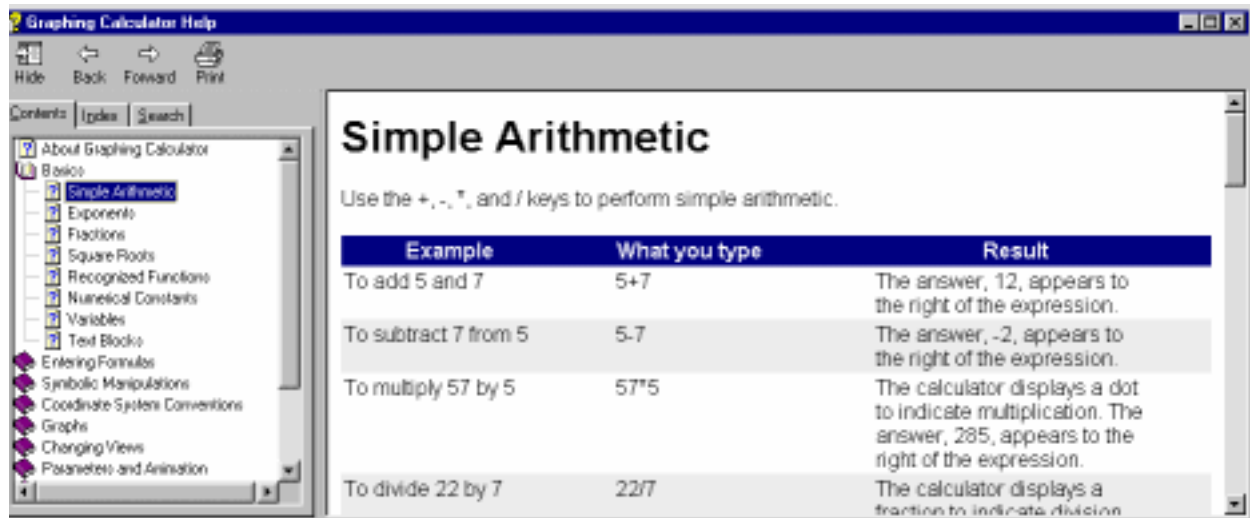 Graphing Calculator Help
Hide Back Forward Print
Contents Index Search
About Graphing Calculator
Basics
Simple Arithmetic
Exponents
Fractions
Square Roots
Recognized Functions
Numerical Constants
Variables
Text Blocks
Entering Formulas
Symbolic Manipulations
Coordinate System Conventions
Graphs
Changing Views
Parameters and Animation
Simple Arithmetic
Use the +, -, *, and / keys to perform simple arithmetic.
Example What you type Result
To add 5 and 7 5+7 The answer, 12, appears to
the right of the expression.
To subtract 7 from 5 5-7 The answer, -2, appears to
the right of the expression.
To multiply 57 by 5 57*5 The calculator displays a dot
to indicate multiplication. The
answer, 285, appears to the
right of the expression.
To divide 22 by 7 22/7 The calculator displays a
fraction to indicate division